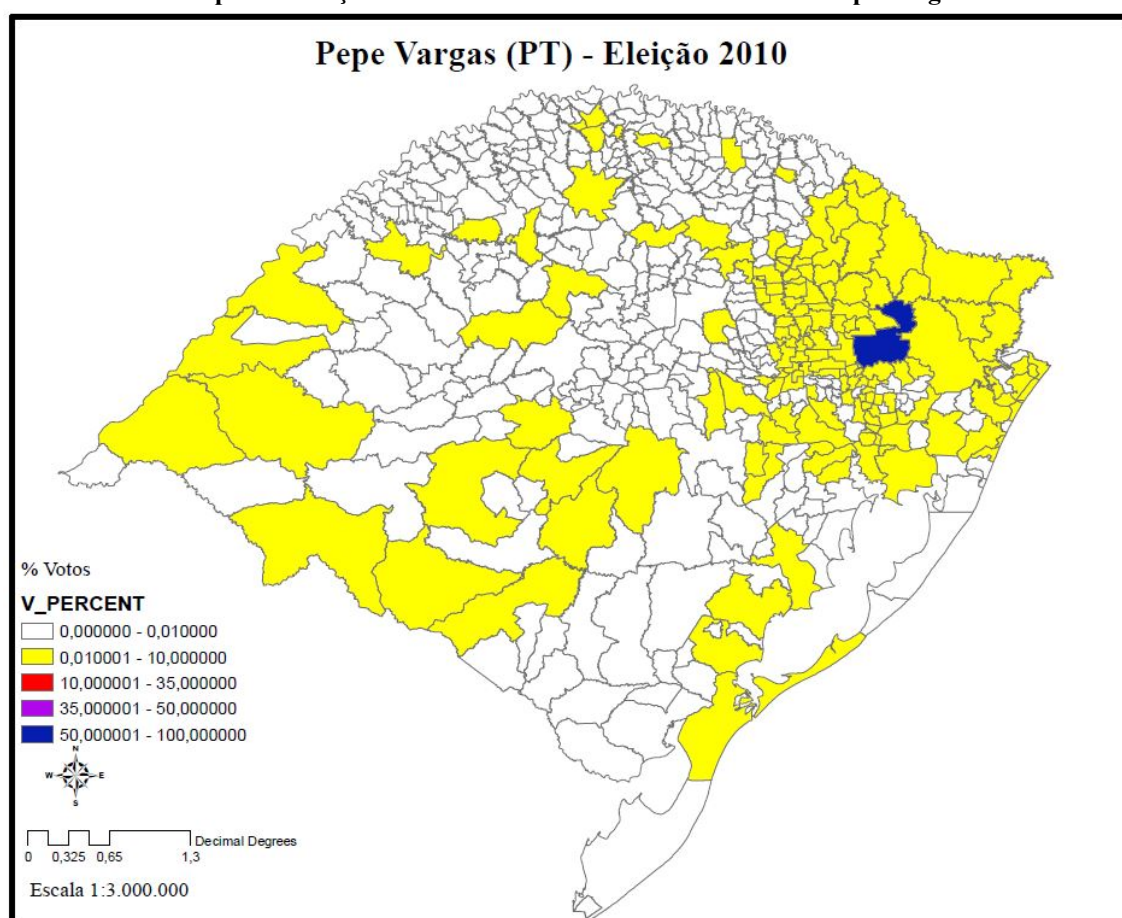 Pepe Vargas (PT) - Eleição 2010
% Votos
V_PERCENT
0,000000 - 0,010000
0,010001 - 10,000000
10,000001 - 35,000000
35,000001 - 50,000000
50,000001 - 100,000000
N
W E
S
Decimal Degrees
0 0,325 0,65 1,3
Escala 1:3.000.000